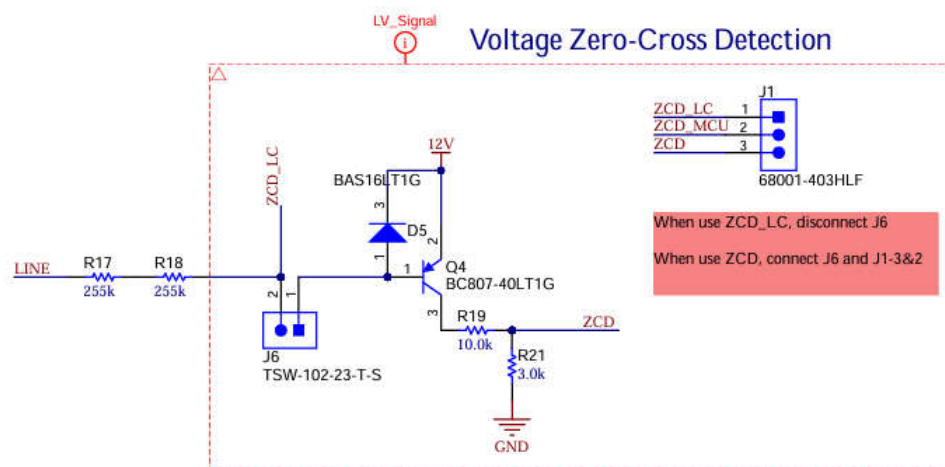 LV_Signal
i
Voltage Zero-Cross Detection
J1
ZCD_LC 1
ZCD_MCU 2
ZCD 3
68001-403HLF
12V
ZCD_LC
BAS16LT1G
3
D5
2
When use ZCD_LC, disconnect J6
When use ZCD, connect J6 and J1-3&2
LINE
R17
255k
R18
255k
1
1
Q4
BC807-40LT1G
2
1
3
R19
10.0k
ZCD
J6
TSW-102-23-T-S
R21
3.0k
GND